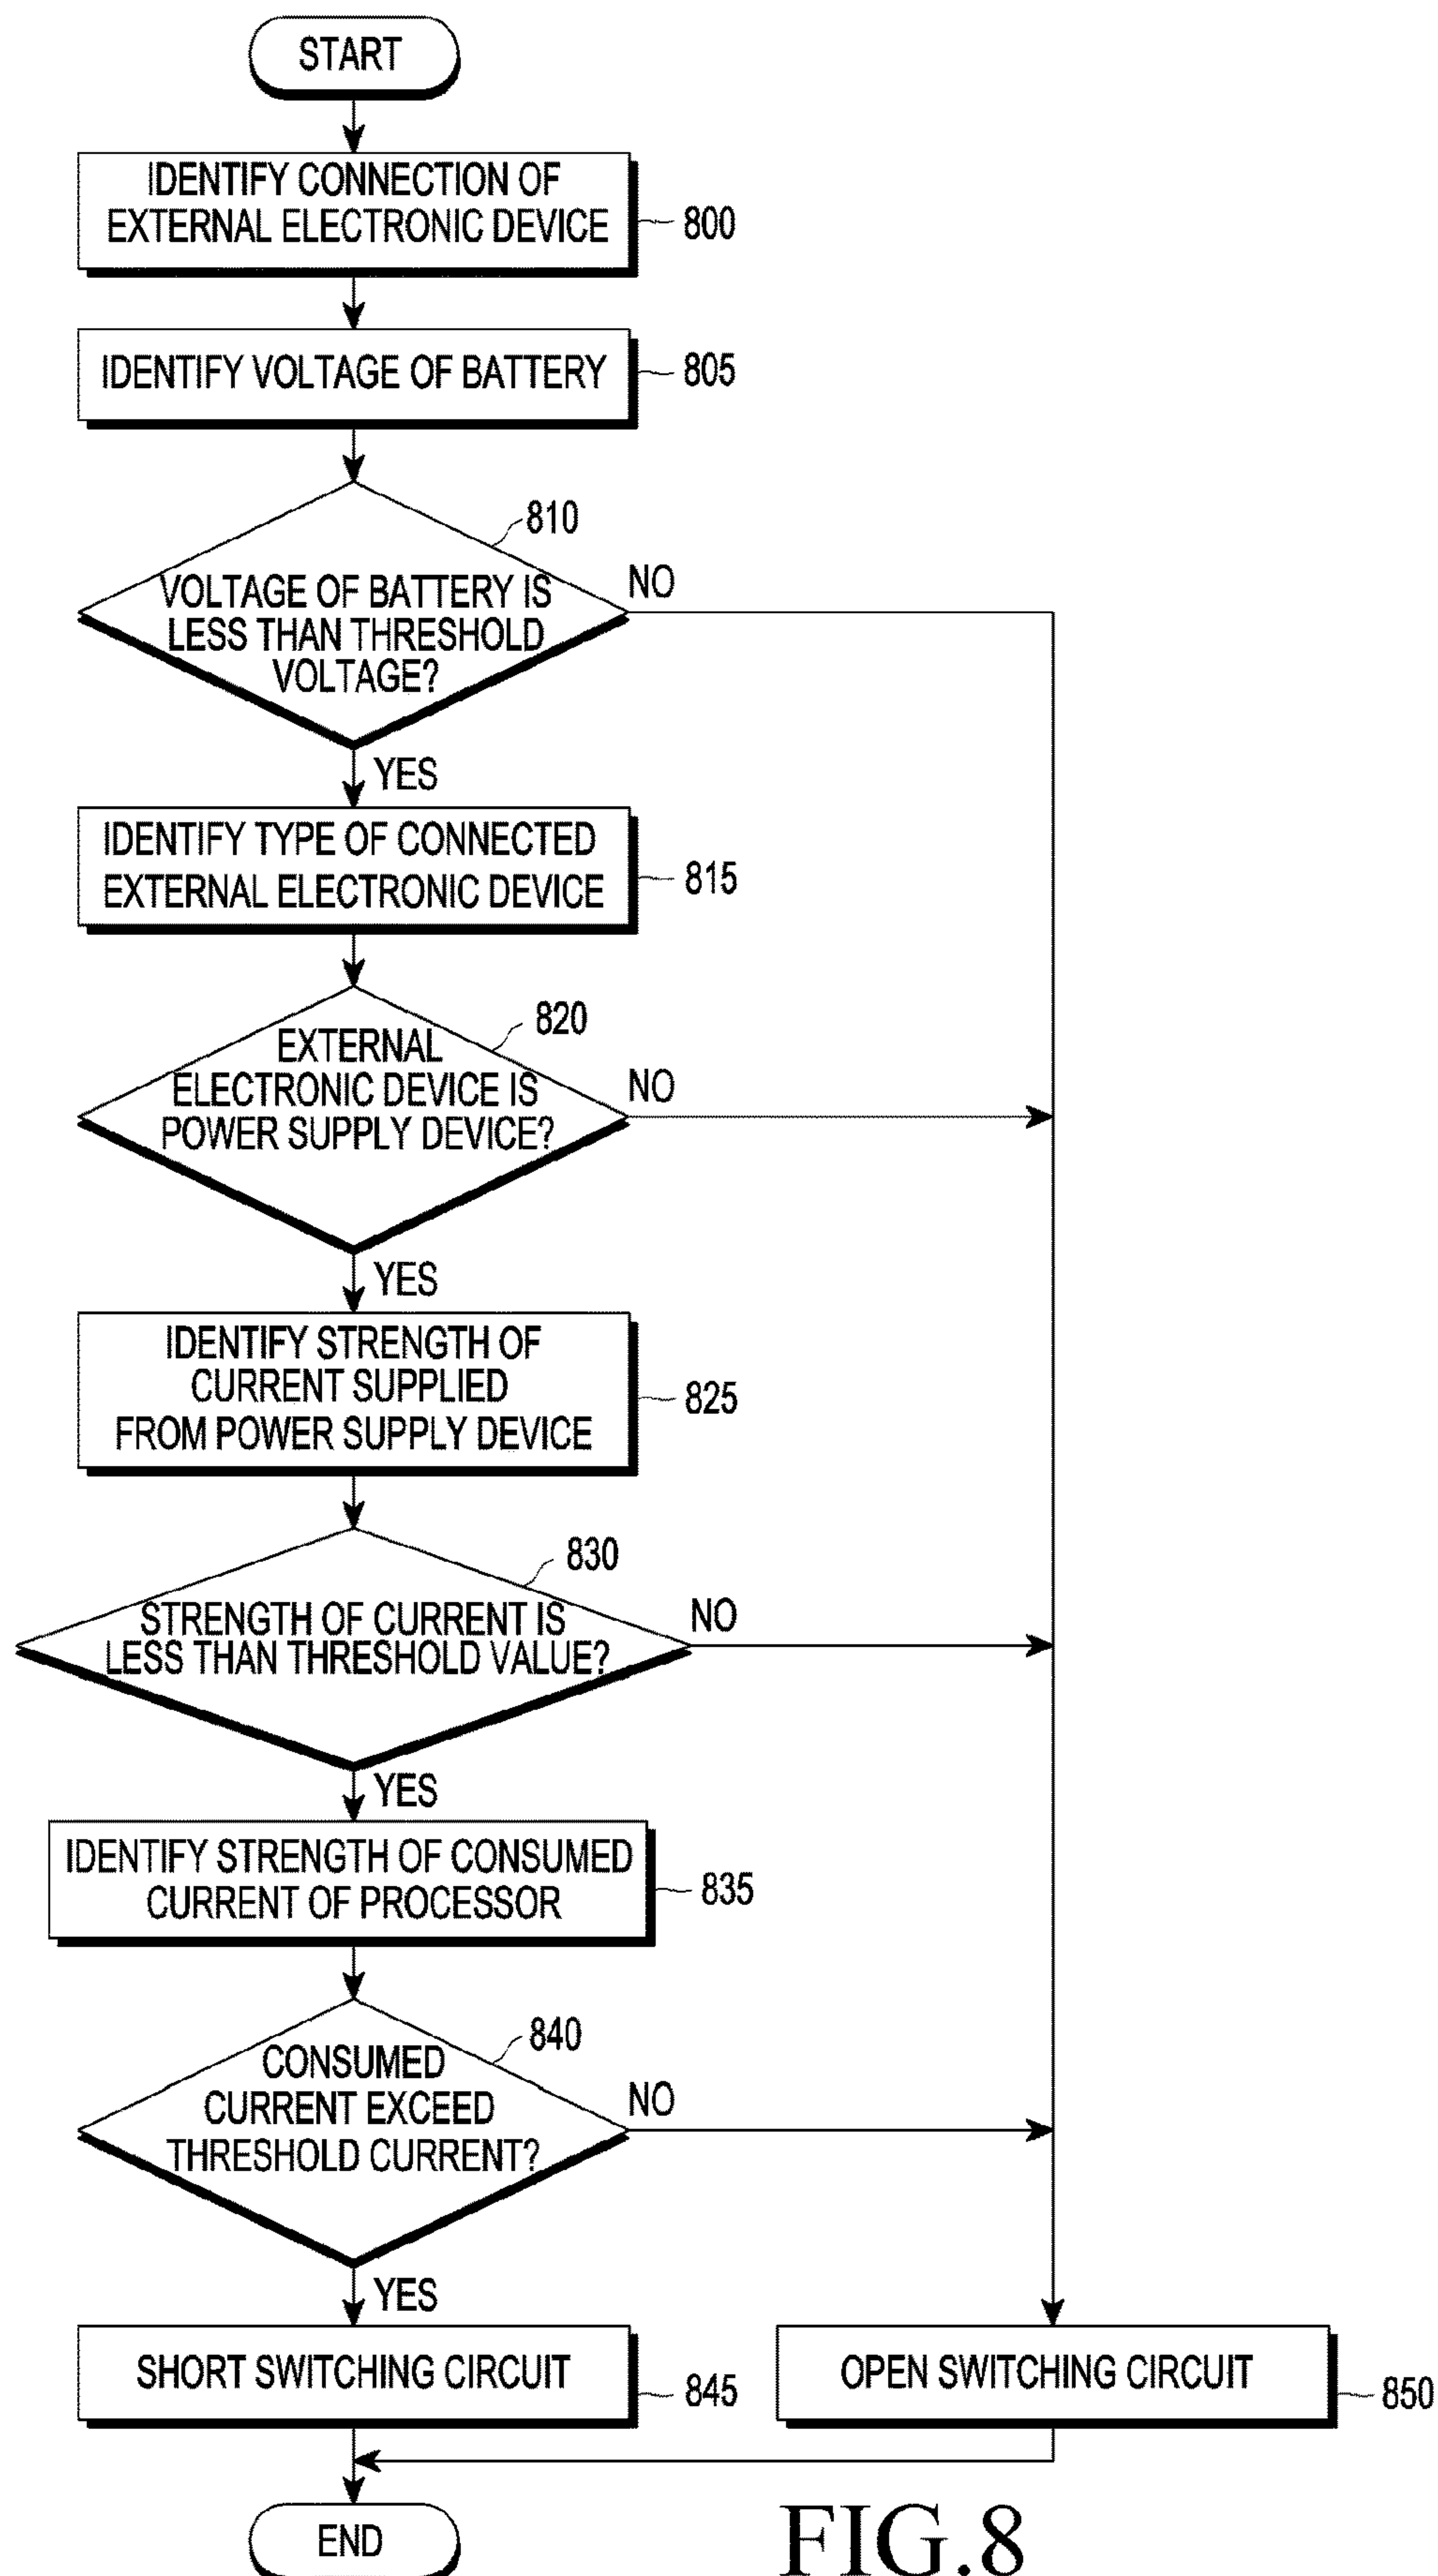 START
IDENTIFY CONNECTION OF
EXTERNAL ELECTRONIC DEVICE
800
IDENTIFY VOLTAGE OF BATTERY
805
810
VOLTAGE OF BATTERY IS
LESS THAN THRESHOLD
VOLTAGE?
NO
YES
IDENTIFY TYPE OF CONNECTED
EXTERNAL ELECTRONIC DEVICE
815
820
EXTERNAL
ELECTRONIC DEVICE IS
POWER SUPPLY DEVICE?
NO
YES
IDENTIFY STRENGTH OF
CURRENT SUPPLIED
FROM POWER SUPPLY DEVICE
825
830
STRENGTH OF CURRENT IS
LESS THAN THRESHOLD VALUE?
NO
YES
IDENTIFY STRENGTH OF CONSUMED
CURRENT OF PROCESSOR
835
840
CONSUMED
CURRENT EXCEED
THRESHOLD CURRENT?
NO
YES
SHORT SWITCHING CIRCUIT
845
OPEN SWITCHING CIRCUIT
850
END
FIG.8